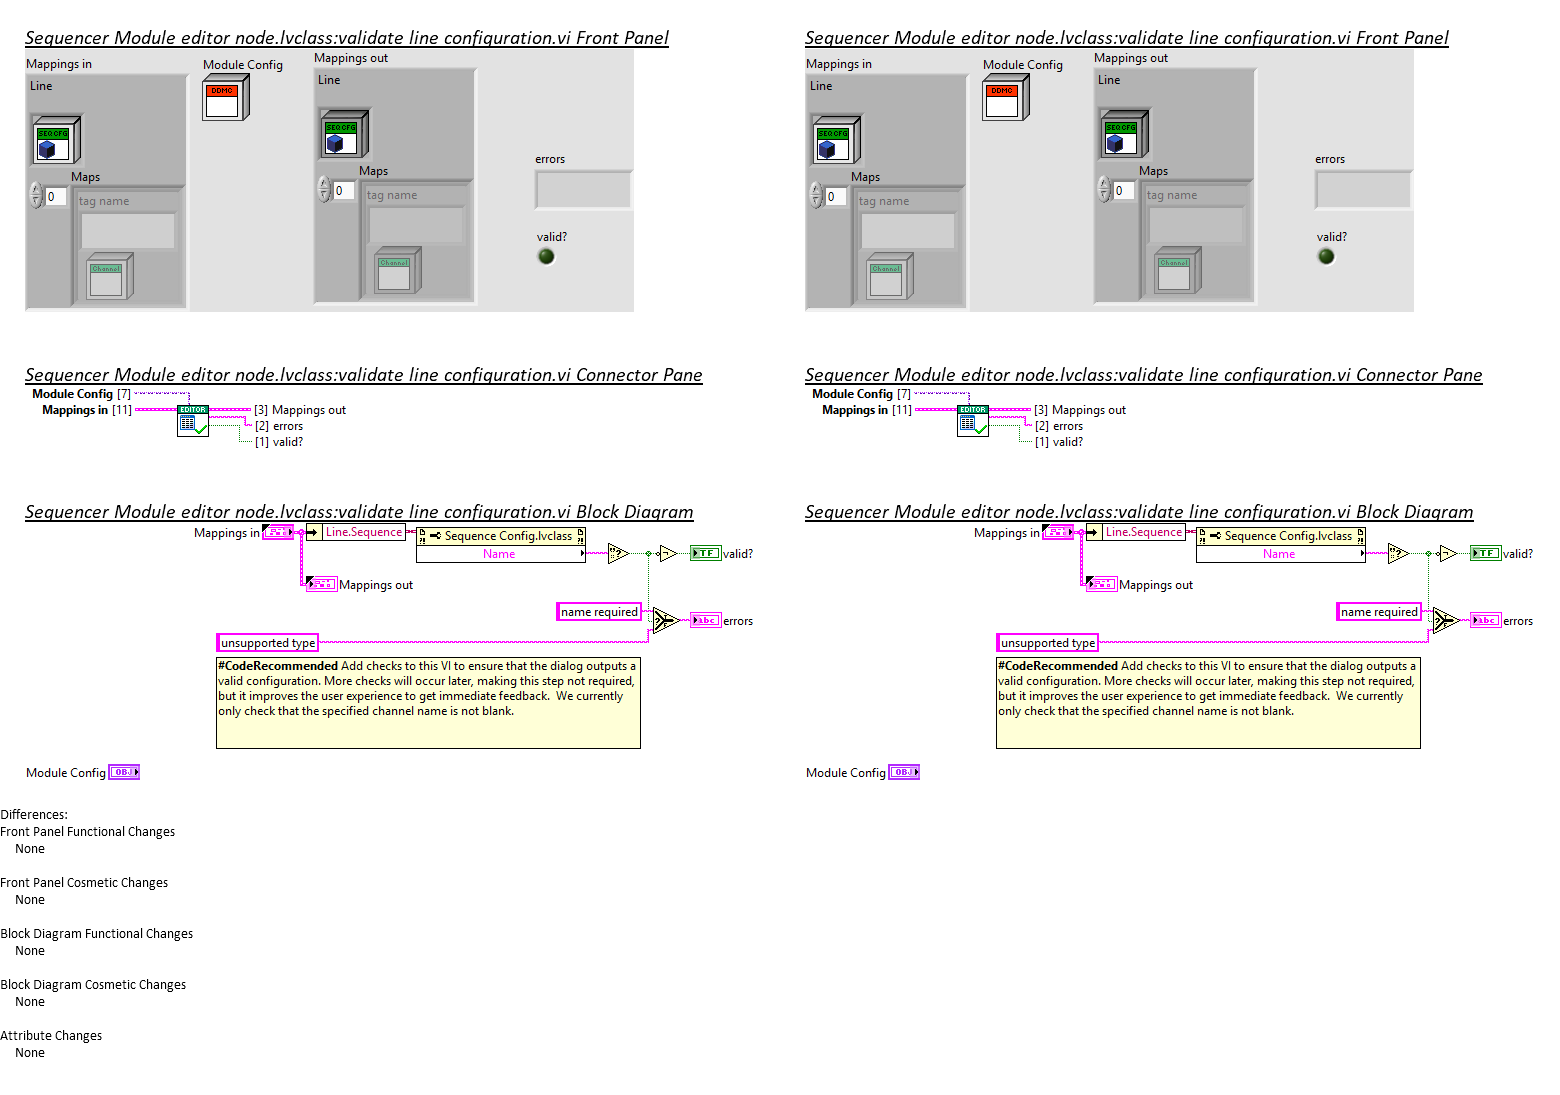 Sequencer Module editor node.lvclass:validate line configuration.vi Front Panel
Mappings in
Line
SEQ CFG
Maps
0
tag name
Channel
Module Config
DDMC
Mappings out
Line
SEQ CFG
Maps
0
tag name
Channel
errors
valid?
Sequencer Module editor node.lvclass:validate line configuration.vi Connector Pane
Module Config [7]
Mappings in [11]
EDITOR
[3] Mappings out
[2] errors
[1] valid?
Sequencer Module editor node.lvclass:validate line configuration.vi Block Diagram
Mappings in
Line.Sequence
Sequence Config.lvclass
Name
TF
valid?
Mappings out
name required
abc
errors
unsupported type
#CodeRecommended Add checks to this VI to ensure that the dialog outputs a
valid configuration. More checks will occur later, making this step not required,
but it improves the user experience to get immediate feedback.  We currently
only check that the specified channel name is not blank.
Module Config
OBJ
Differences:
Front Panel Functional Changes
None
Front Panel Cosmetic Changes
None
Block Diagram Functional Changes
None
Block Diagram Cosmetic Changes
None
Attribute Changes
None
Sequencer Module editor node.lvclass:validate line configuration.vi Front Panel
Mappings in
Line
SEQ CFG
Maps
0
tag name
Channel
Module Config
DDMC
Mappings out
Line
SEQ CFG
Maps
0
tag name
Channel
errors
valid?
Sequencer Module editor node.lvclass:validate line configuration.vi Connector Pane
Module Config [7]
Mappings in [11]
EDITOR
[3] Mappings out
[2] errors
[1] valid?
Sequencer Module editor node.lvclass:validate line configuration.vi Block Diagram
Mappings in
Line.Sequence
Sequence Config.lvclass
Name
TF
valid?
Mappings out
name required
abc
errors
unsupported type
#CodeRecommended Add checks to this VI to ensure that the dialog outputs a
valid configuration. More checks will occur later, making this step not required,
but it improves the user experience to get immediate feedback.  We currently
only check that the specified channel name is not blank.
Module Config
OBJ